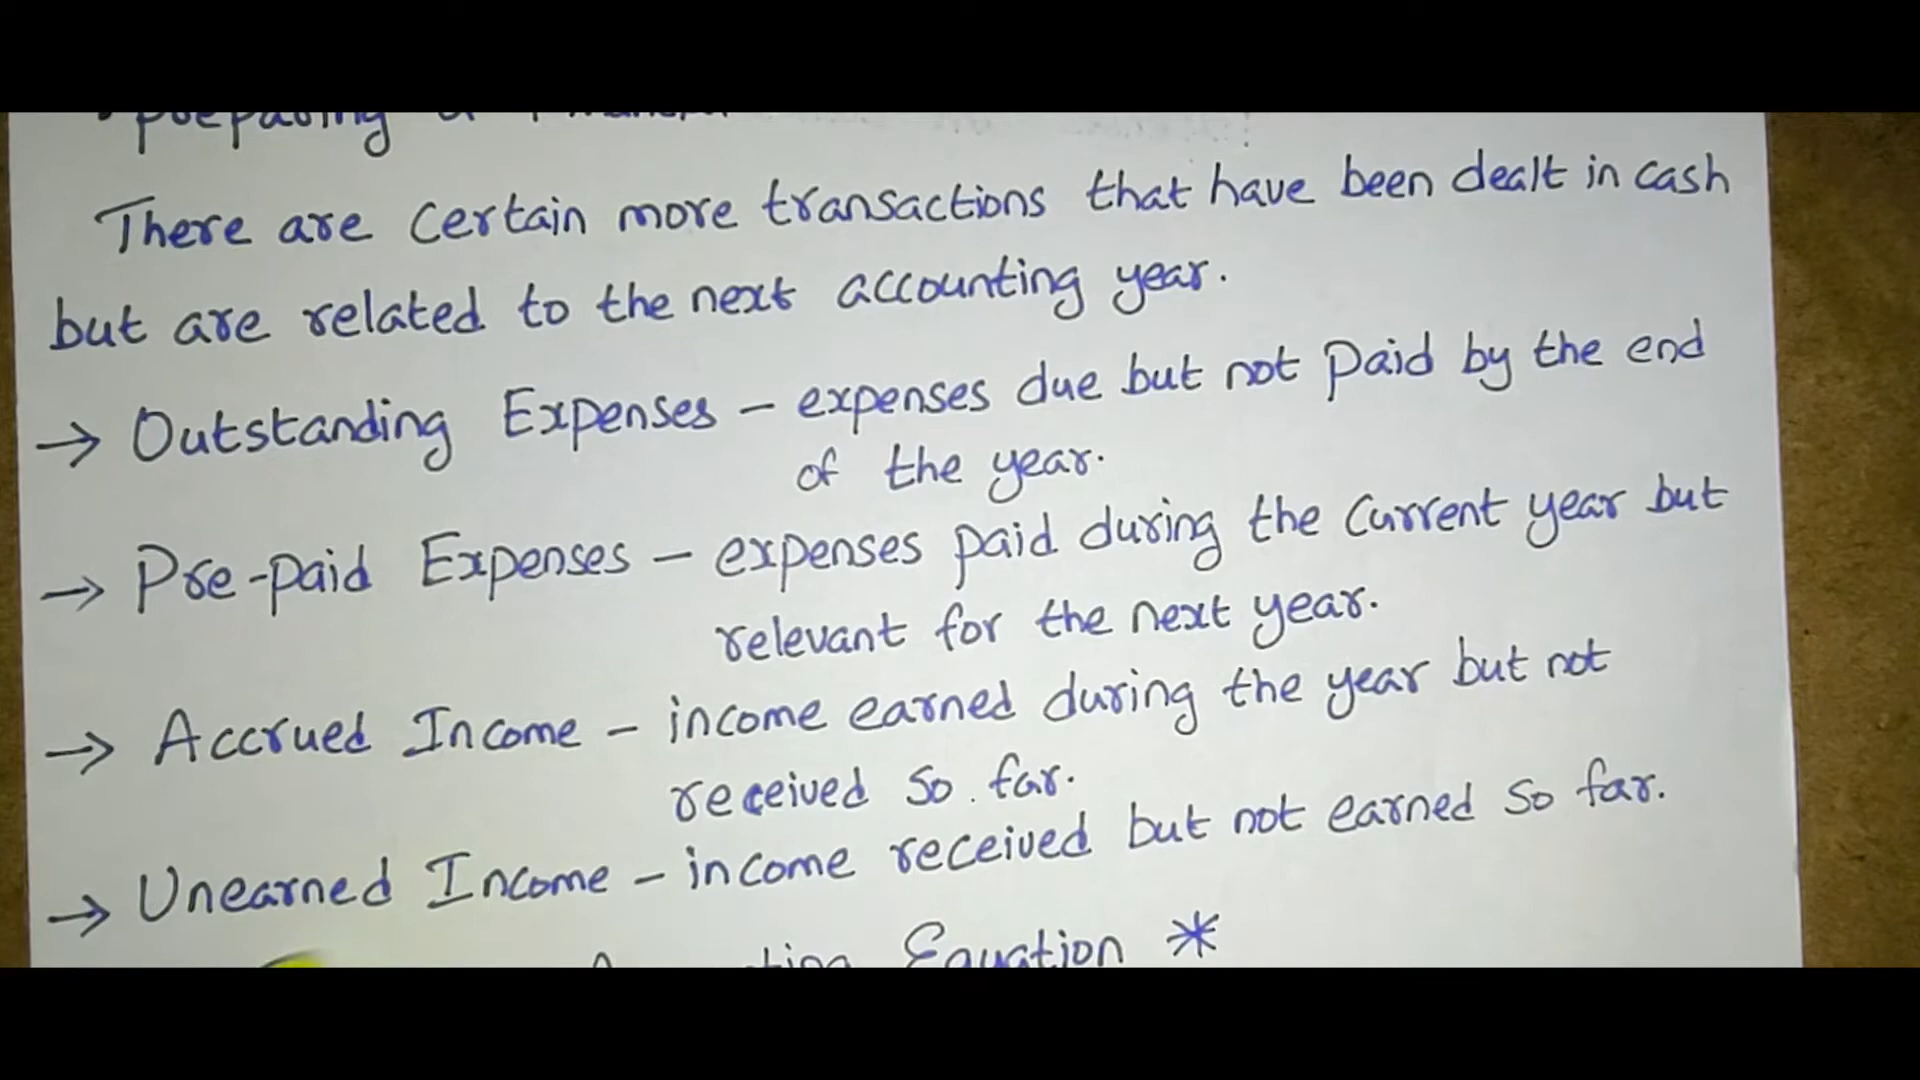 preparing a
There are certain more transactions that have been dealt in cash
but are related to the next accounting year.
→ Outstanding Expenses - expenses due but not paid by the end
of the year.
→ Pre-paid Expenses - expenses paid during the current year but
relevant for the next year.
→ Accrued Income - income earned during the year but not
received so far.
→ Unearned Income - income received but not earned so far.
Equation *